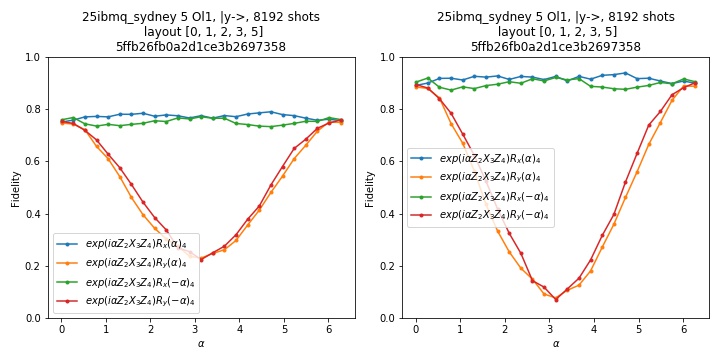 25ibmq_sydney 5 Ol1, |y->, 8192 shots
layout [0, 1, 2, 3, 5]
5ffb26fb0a2d1ce3b2697358
1.0
0.8
0.6
0.4
0.2
0.0
Fidelity
exp(iαZ₂X₃Z₄)Rₓ(α)₄
exp(iαZ₂X₃Z₄)Rᵧ(α)₄
exp(iαZ₂X₃Z₄)Rₓ(−α)₄
exp(iαZ₂X₃Z₄)Rᵧ(−α)₄
0 1 2 3 4 5 6
α
25ibmq_sydney 5 Ol1, |y->, 8192 shots
layout [0, 1, 2, 3, 5]
5ffb26fb0a2d1ce3b2697358
1.0
0.8
0.6
0.4
0.2
0.0
Fidelity
exp(iαZ₂X₃Z₄)Rₓ(α)₄
exp(iαZ₂X₃Z₄)Rᵧ(α)₄
exp(iαZ₂X₃Z₄)Rₓ(−α)₄
exp(iαZ₂X₃Z₄)Rᵧ(−α)₄
0 1 2 3 4 5 6
α